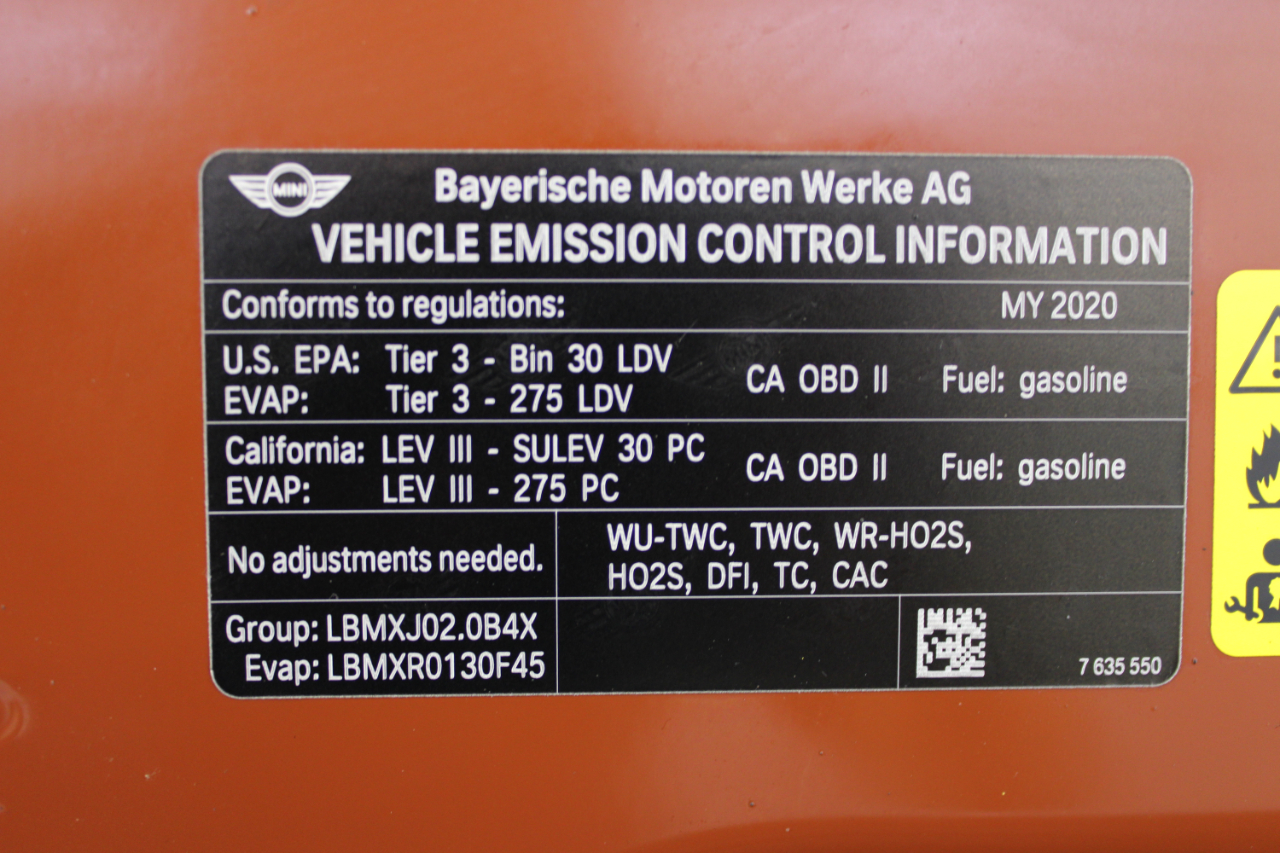 MINI
Bayerische Motoren Werke AG
VEHICLE EMISSION CONTROL INFORMATION
Conforms to regulations: MY 2020
U.S. EPA: Tier 3 - Bin 30 LDV
EVAP: Tier 3 - 275 LDV
CA OBD II Fuel: gasoline
California: LEV III - SULEV 30 PC
EVAP: LEV III - 275 PC
CA OBD II Fuel: gasoline
No adjustments needed.
WU-TWC, TWC, WR-HO2S,
HO2S, DFI, TC, CAC
Group: LBMXJ02.0B4X
Evap: LBMXR0130F45
7 635 550